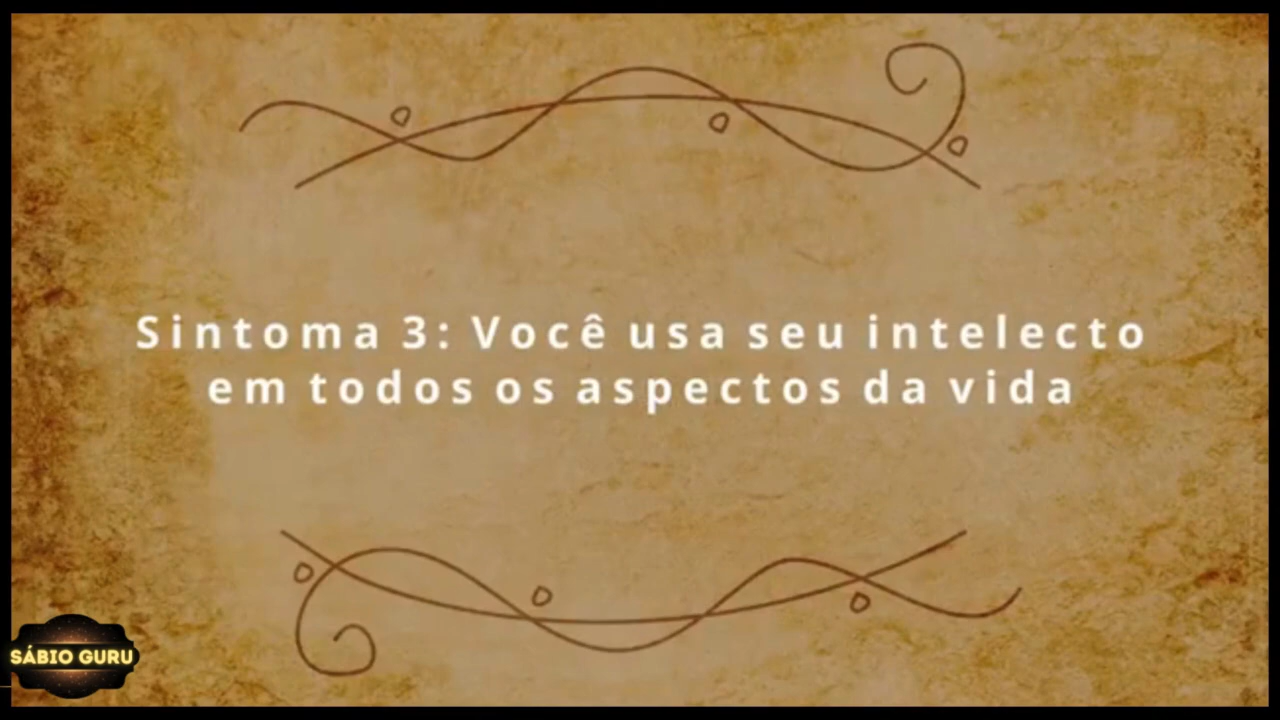 Sintoma 3: Você usa seu intelecto
em todos os aspectos da vida
SÁBIO GURU